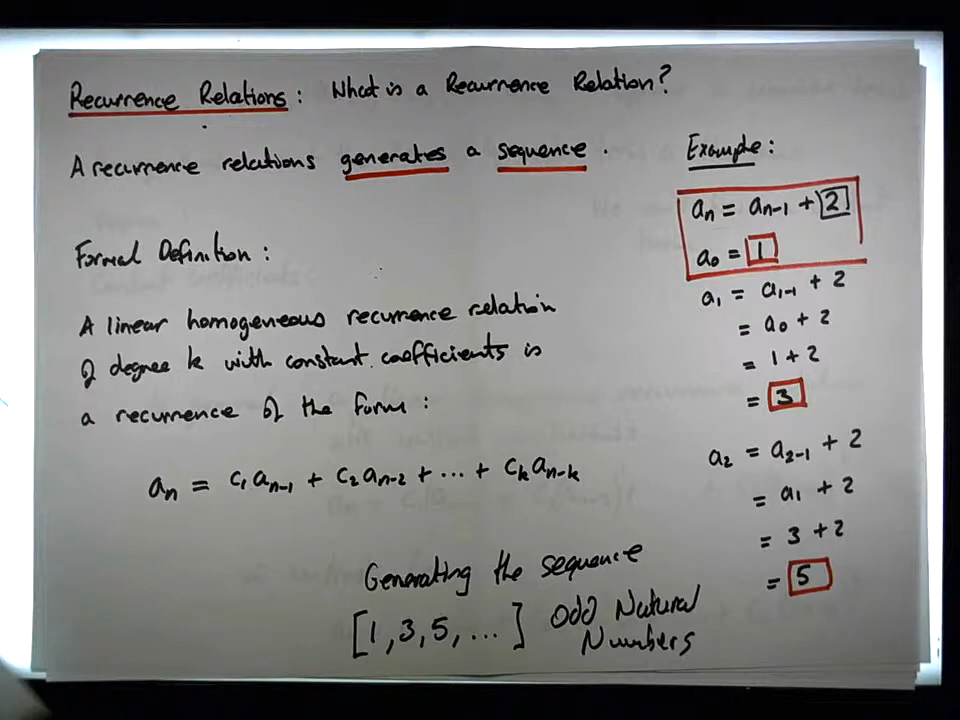 Recurrence Relations: What is a Recurrence Relation?
A recurrence relations generates a sequence.
Formal Definition:
A linear homogeneous recurrence relation
of degree k with constant coefficients is
a recurrence of the form:
aₙ = c₁aₙ₋₁ + c₂aₙ₋₂ + ... + cₖaₙ₋ₖ
Example:
aₙ = aₙ₋₁ + 2
a₀ = 1
a₁ = a₁₋₁ + 2
= a₀ + 2
= 1 + 2
= 3
a₂ = a₂₋₁ + 2
= a₁ + 2
= 3 + 2
= 5
Generating the sequence
[1, 3, 5, ...] Odd Natural
Numbers